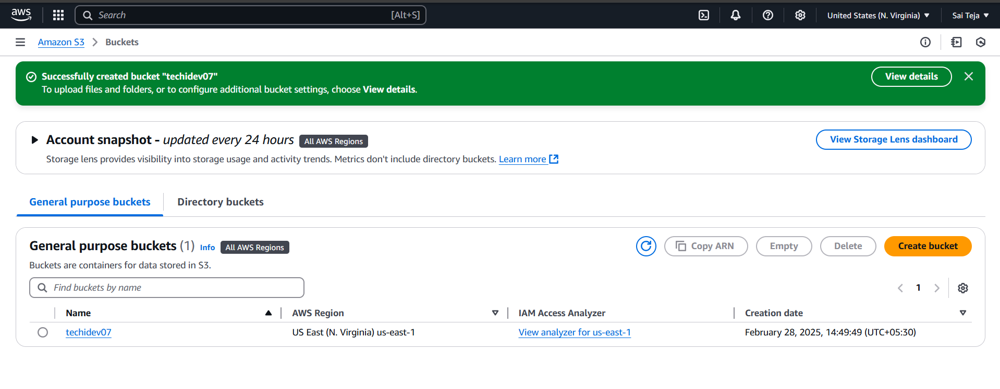 aws
Search [Alt+S] United States (N. Virginia) Sai Teja
Amazon S3 Buckets
Successfully created bucket "techidev07"
To upload files and folders, or to configure additional bucket settings, choose View details.
View details
Account snapshot - updated every 24 hours All AWS Regions
View Storage Lens dashboard
Storage lens provides visibility into storage usage and activity trends. Metrics don't include directory buckets. Learn more
General purpose buckets Directory buckets
General purpose buckets (1) Info All AWS Regions
Copy ARN Empty Delete Create bucket
Buckets are containers for data stored in S3.
Find buckets by name
1
Name AWS Region IAM Access Analyzer Creation date
techidev07 US East (N. Virginia) us-east-1 View analyzer for us-east-1 February 28, 2025, 14:49:49 (UTC+05:30)